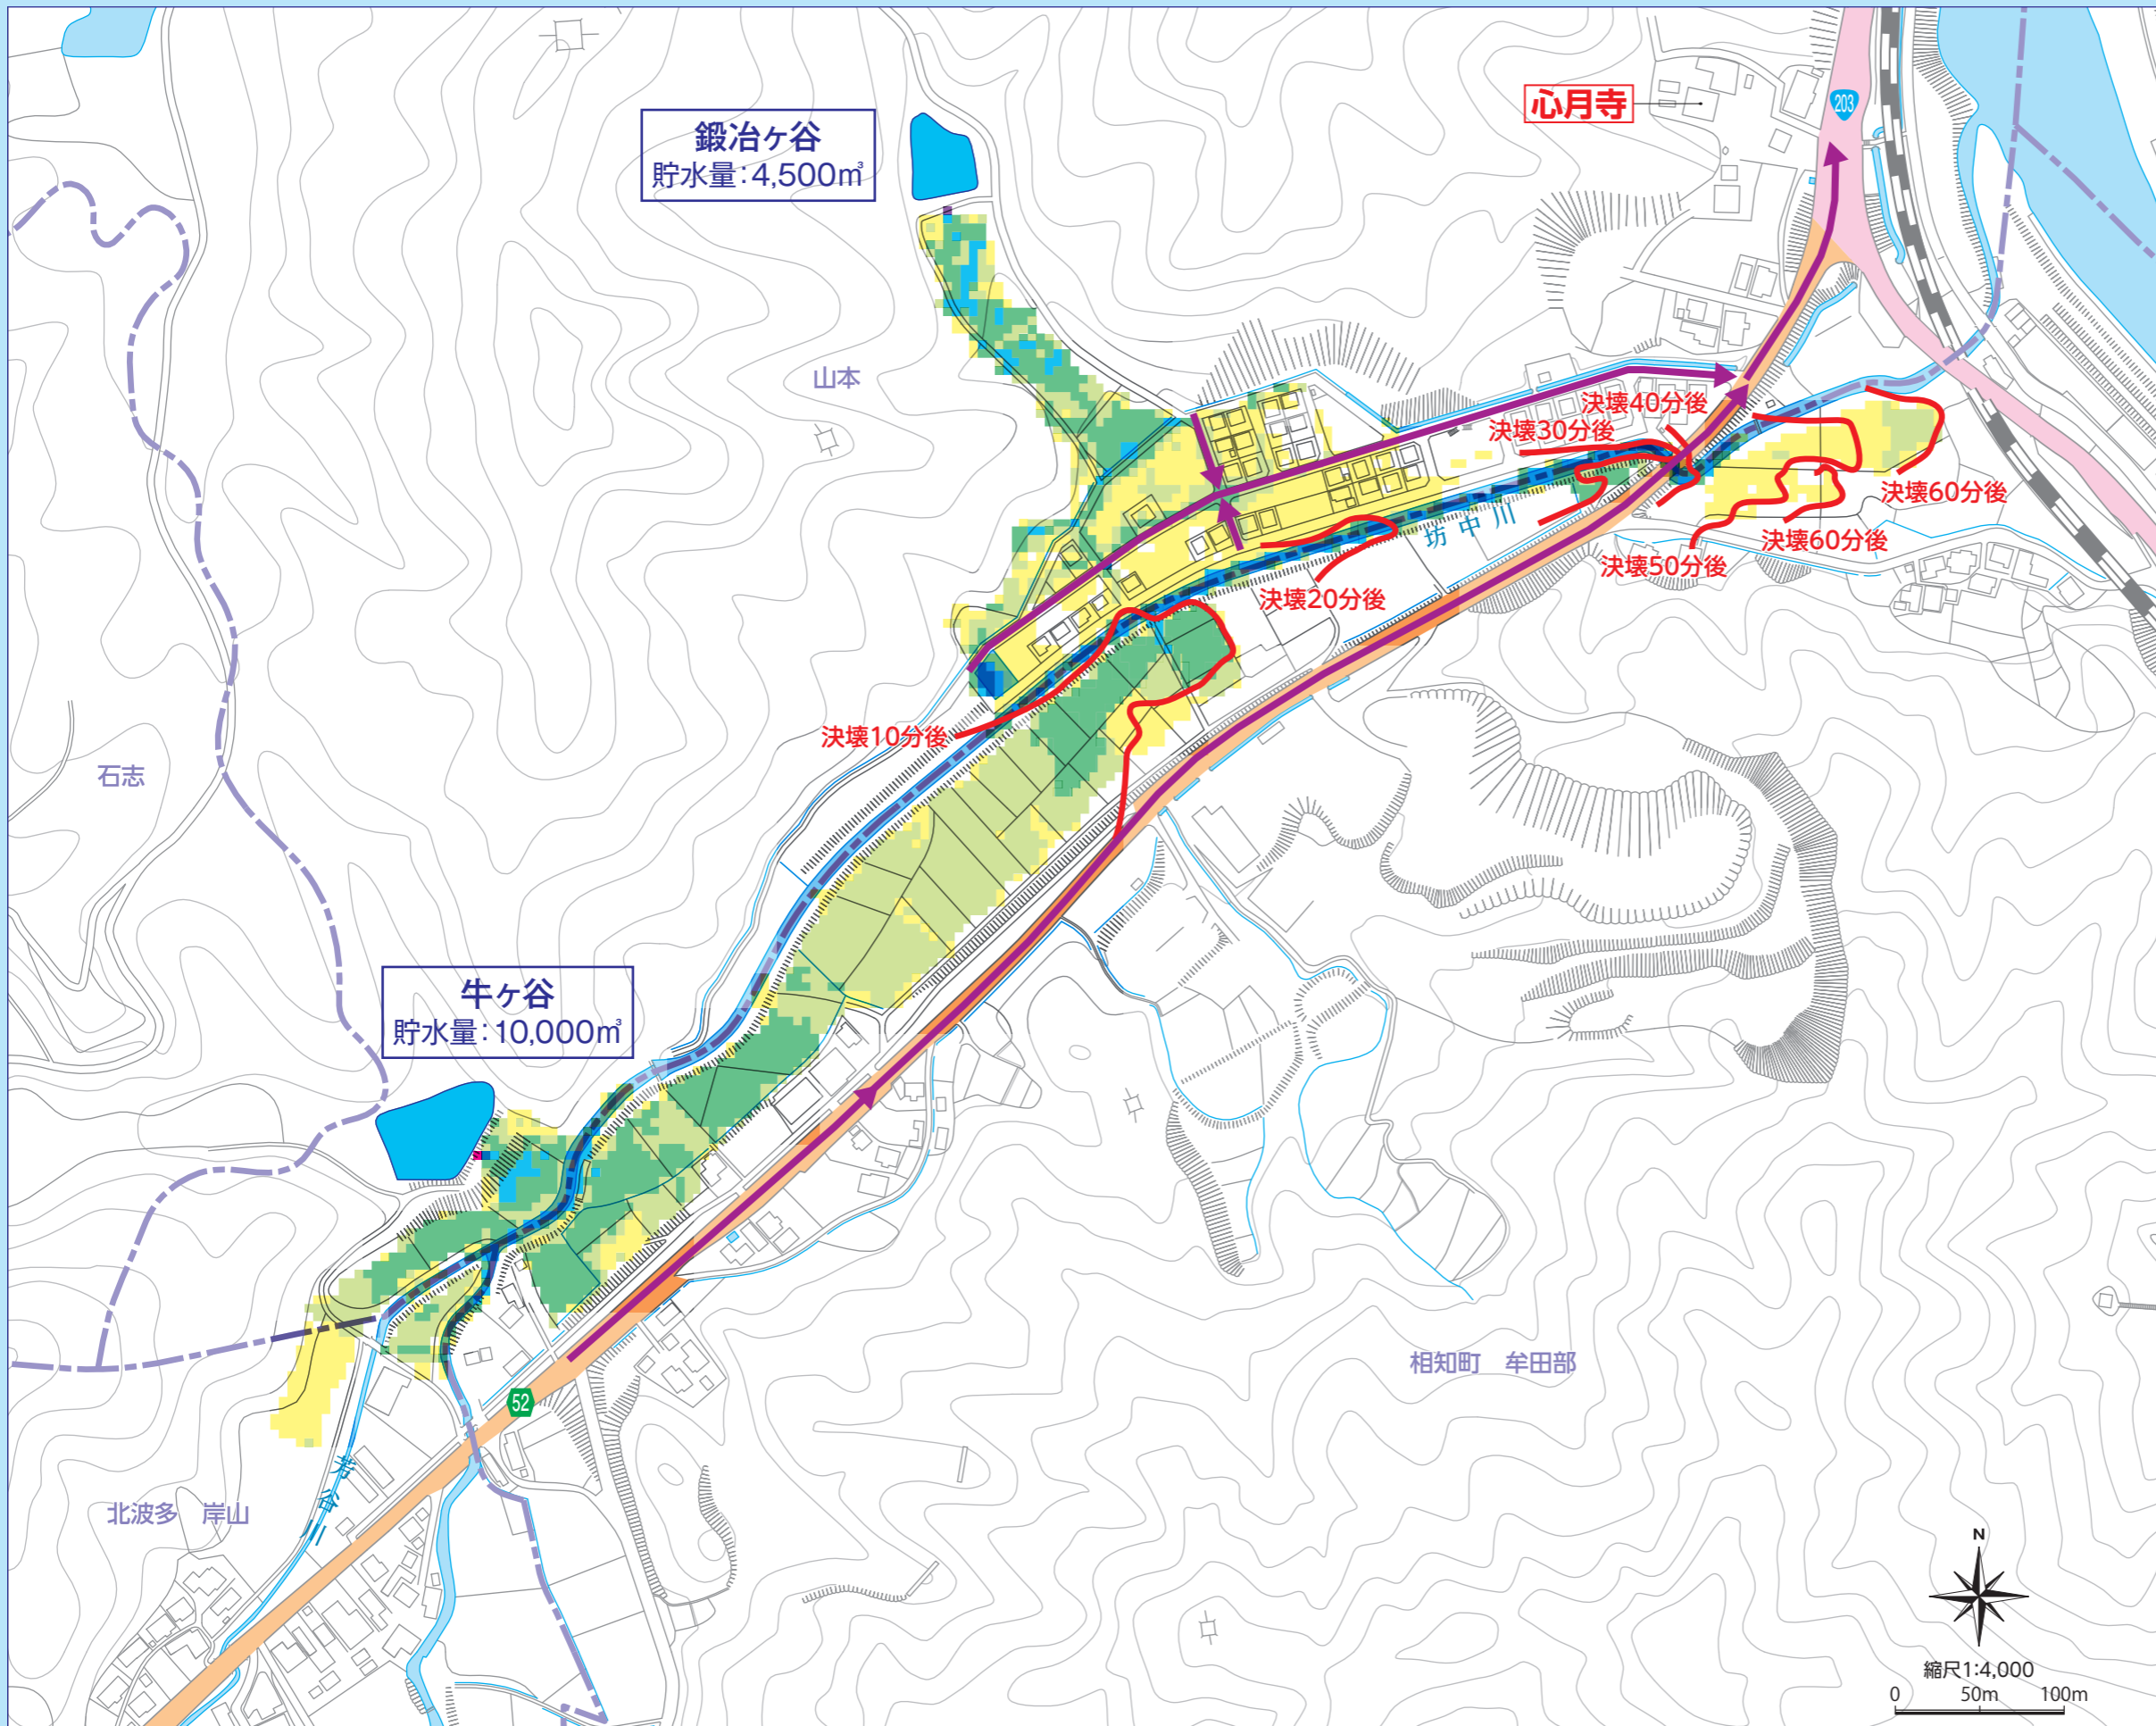 心月寺
203
鍛冶ヶ谷
貯水量:4,500㎥
山本
決壊40分後
決壊30分後
決壊60分後
坊中川
決壊60分後
決壊50分後
決壊20分後
決壊10分後
石志
牛ヶ谷
貯水量:10,000㎥
相知町 牟田部
52
北波多 岸山
N
縮尺1:4,000
0 50m 100m